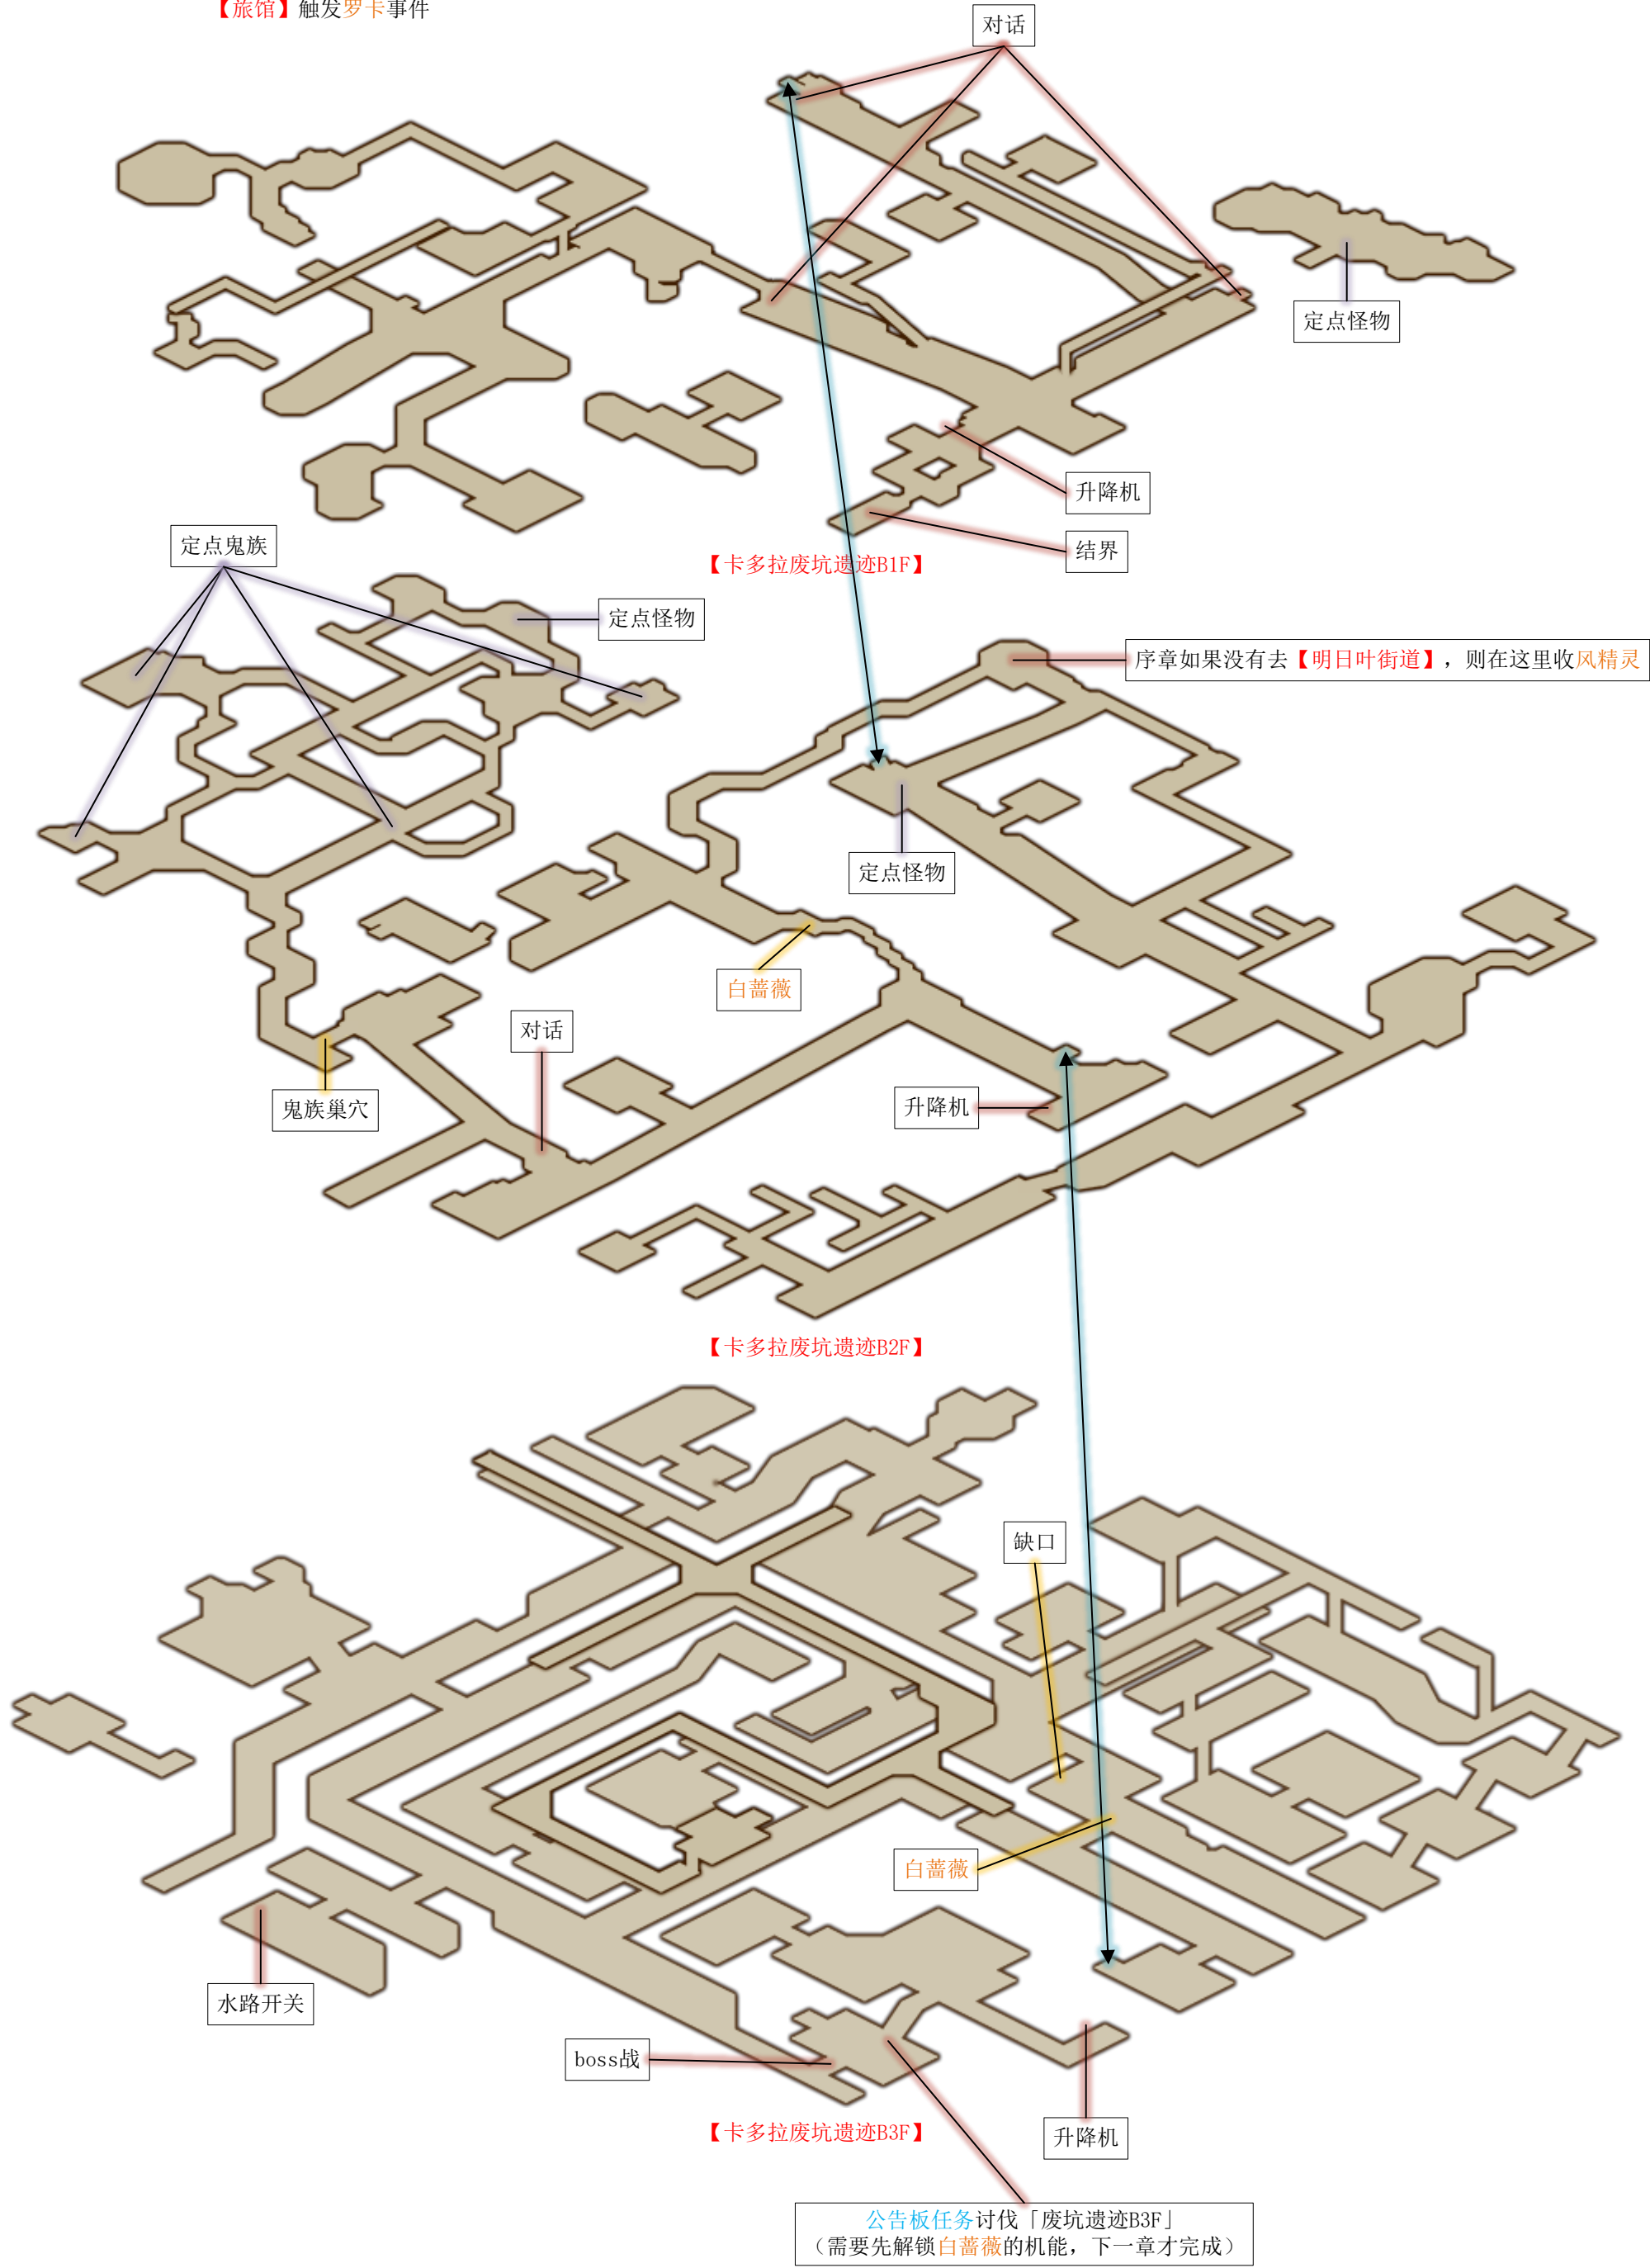 【旅馆】触发罗卡事件
对话
定点怪物
升降机
结界
【卡多拉废坑遗迹B1F】
定点鬼族
定点怪物
序章如果没有去【明日叶街道】，则在这里收风精灵
定点怪物
白蔷薇
对话
鬼族巢穴
升降机
【卡多拉废坑遗迹B2F】
缺口
白蔷薇
水路开关
boss战
【卡多拉废坑遗迹B3F】
升降机
公告板任务讨伐「废坑遗迹B3F」
（需要先解锁白蔷薇的机能，下一章才完成）